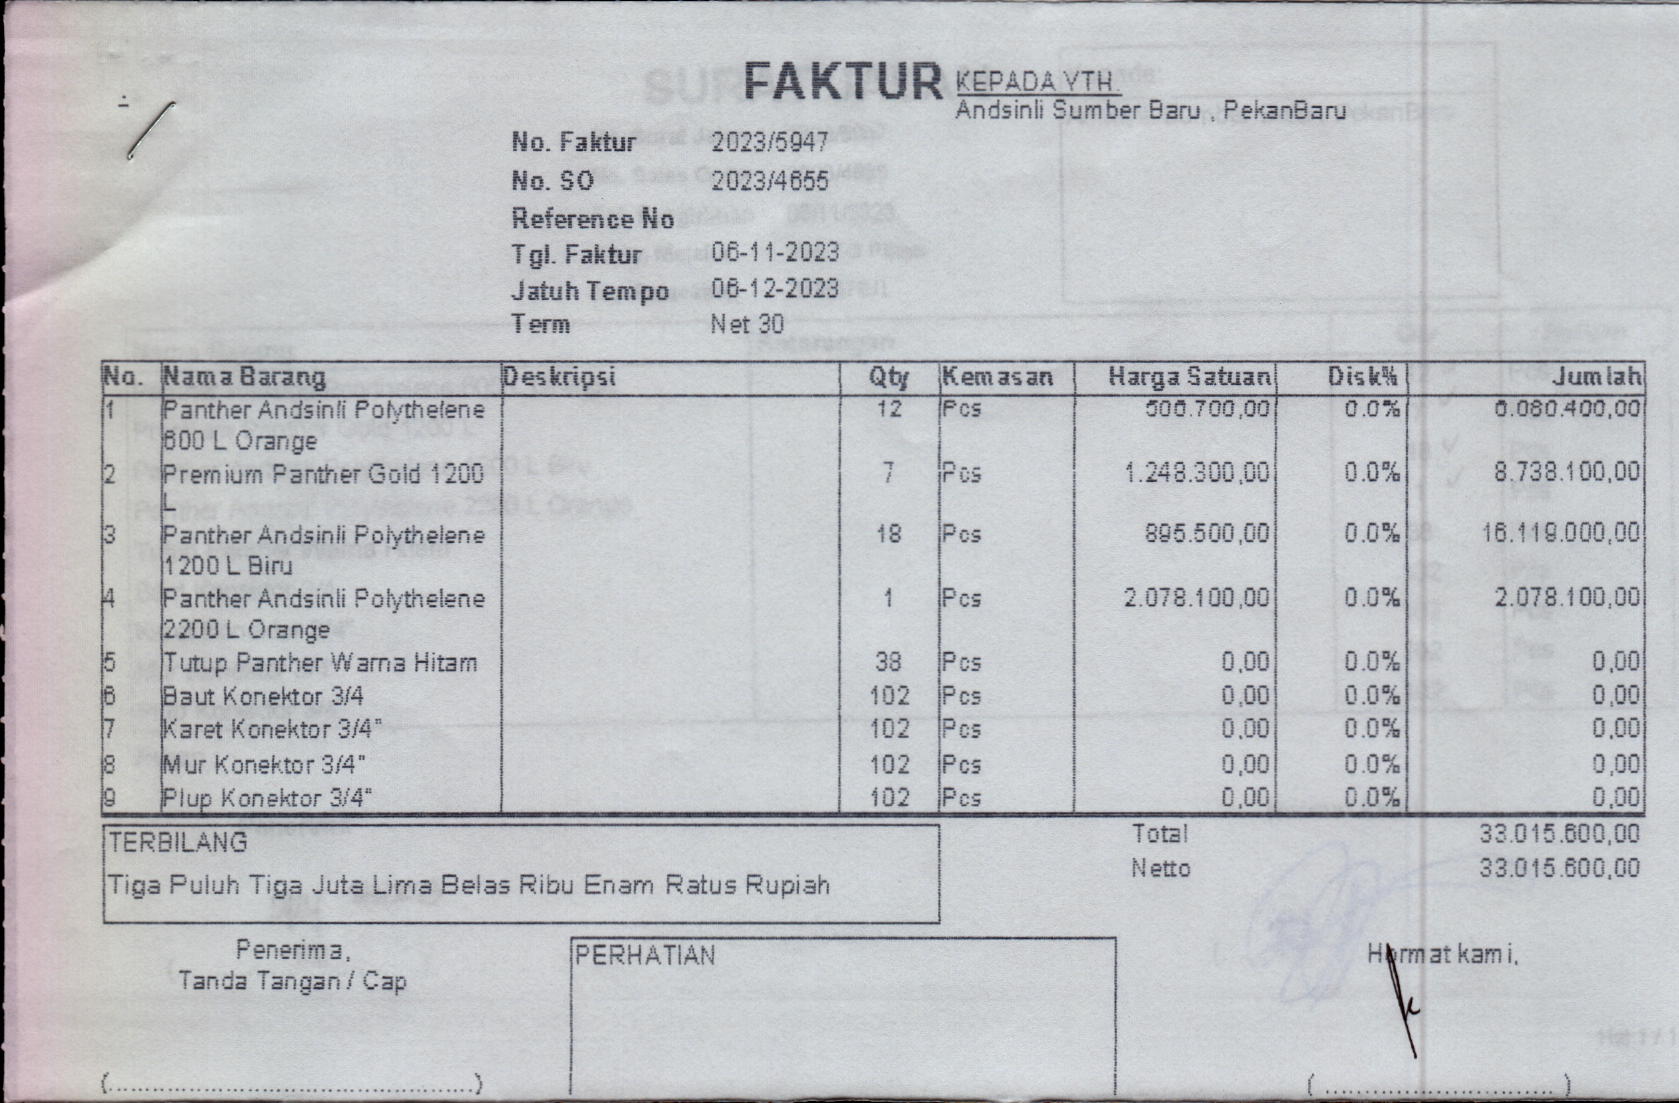 FAKTUR
KEPADA YTH.
Andsinli Sumber Baru , PekanBaru
No. Faktur 2023/5947
No. SO 2023/4655
Reference No
Tgl. Faktur 06-11-2023
Jatuh Tempo 06-12-2023
Term Net 30
No. Nama Barang Deskripsi Qty Kemasan Harga Satuan Disk% Jumlah
1 Panther Andsinli Polythelene 12 Pcs 506.700,00 0.0% 6.080.400,00
600 L Orange
2 Premium Panther Gold 1200 7 Pcs 1.248.300,00 0.0% 8.738.100,00
L
3 Panther Andsinli Polythelene 18 Pcs 895.500,00 0.0% 16.119.000,00
1200 L Biru
4 Panther Andsinli Polythelene 1 Pcs 2.078.100,00 0.0% 2.078.100,00
2200 L Orange
5 Tutup Panther Warna Hitam 38 Pcs 0,00 0.0% 0,00
6 Baut Konektor 3/4 102 Pcs 0,00 0.0% 0,00
7 Karet Konektor 3/4" 102 Pcs 0,00 0.0% 0,00
8 Mur Konektor 3/4" 102 Pcs 0,00 0.0% 0,00
9 Plup Konektor 3/4" 102 Pcs 0,00 0.0% 0,00
TERBILANG
Tiga Puluh Tiga Juta Lima Belas Ribu Enam Ratus Rupiah
Total 33.015.600,00
Netto 33.015.600,00
Penerima,
Tanda Tangan / Cap
PERHATIAN
Hormat kami,
(..............................................) (.............................)